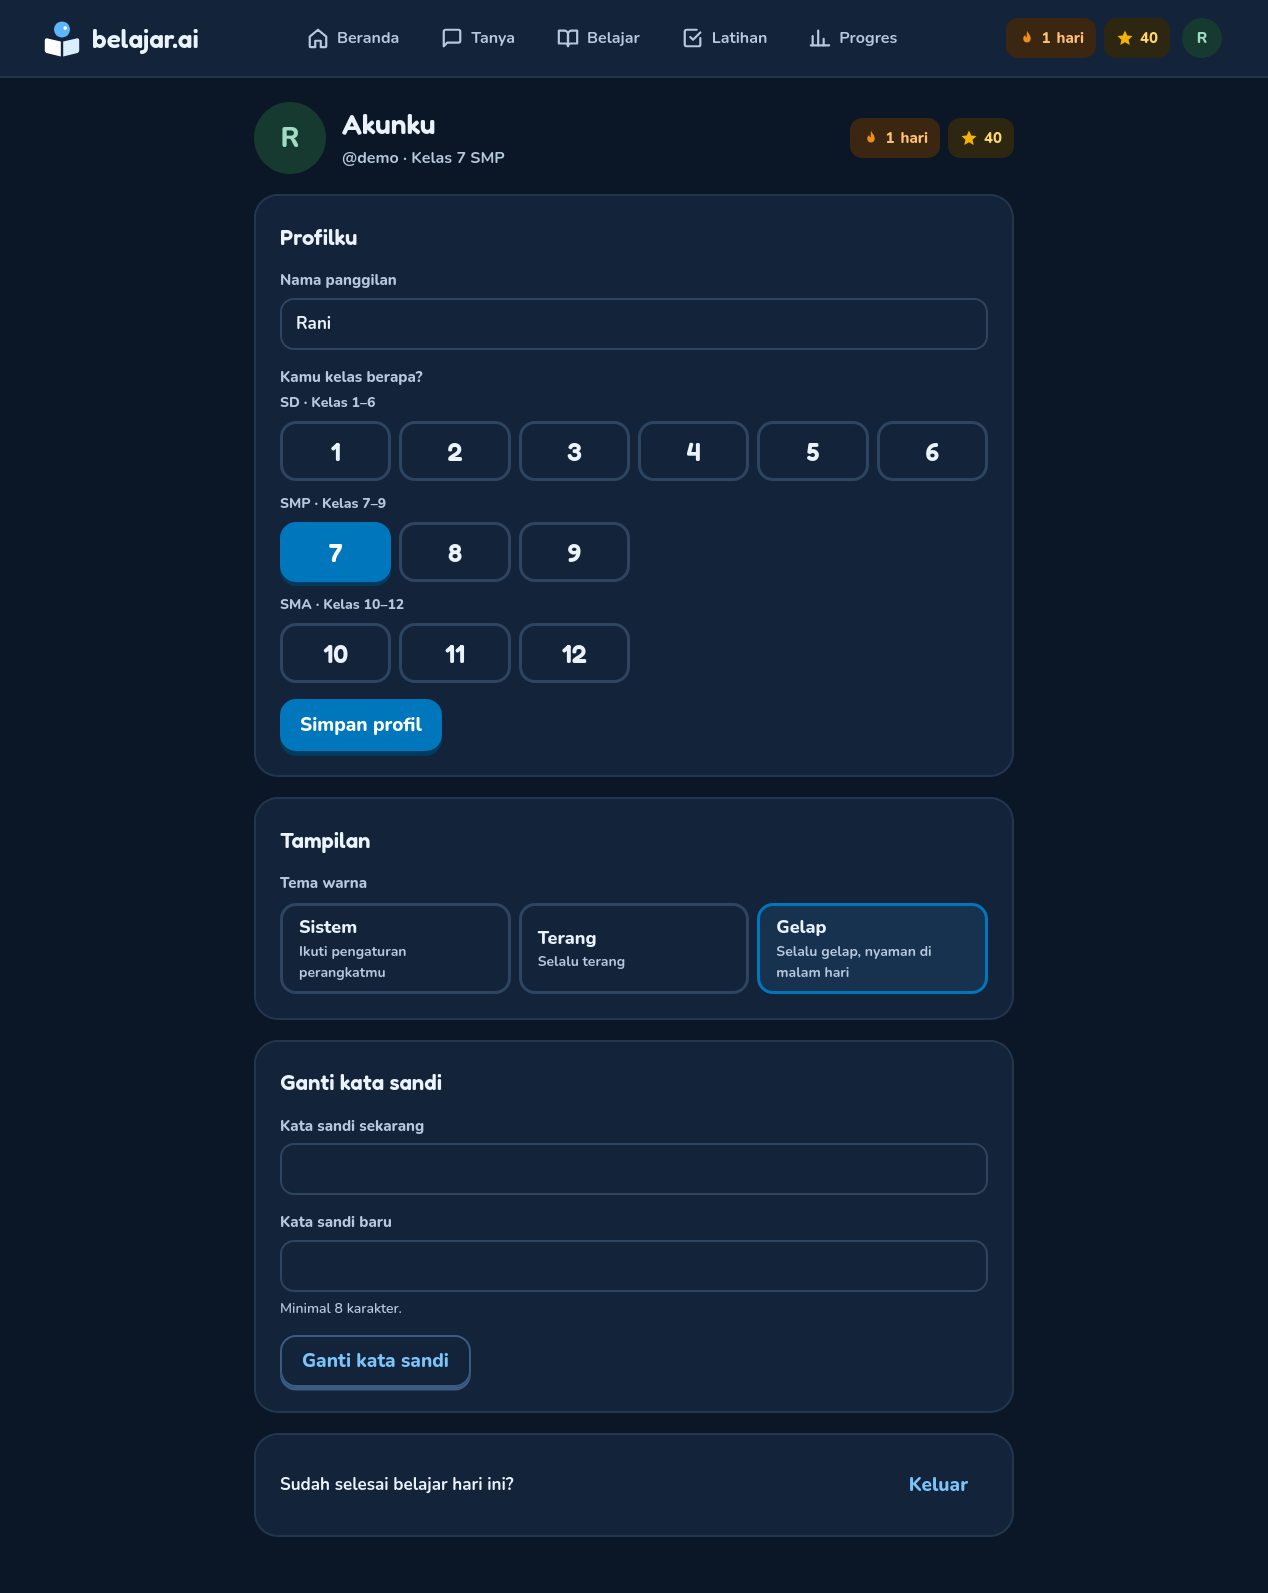 belajar.ai
Beranda
Tanya
Belajar
Latihan
Progres
1 hari
40
R
R
Akunku
@demo · Kelas 7 SMP
1 hari
40
Profilku
Nama panggilan
Rani
Kamu kelas berapa?
SD · Kelas 1–6
1
2
3
4
5
6
SMP · Kelas 7–9
7
8
9
SMA · Kelas 10–12
10
11
12
Simpan profil
Tampilan
Tema warna
Sistem
Ikuti pengaturan
perangkatmu
Terang
Selalu terang
Gelap
Selalu gelap, nyaman di
malam hari
Ganti kata sandi
Kata sandi sekarang
Kata sandi baru
Minimal 8 karakter.
Ganti kata sandi
Sudah selesai belajar hari ini?
Keluar